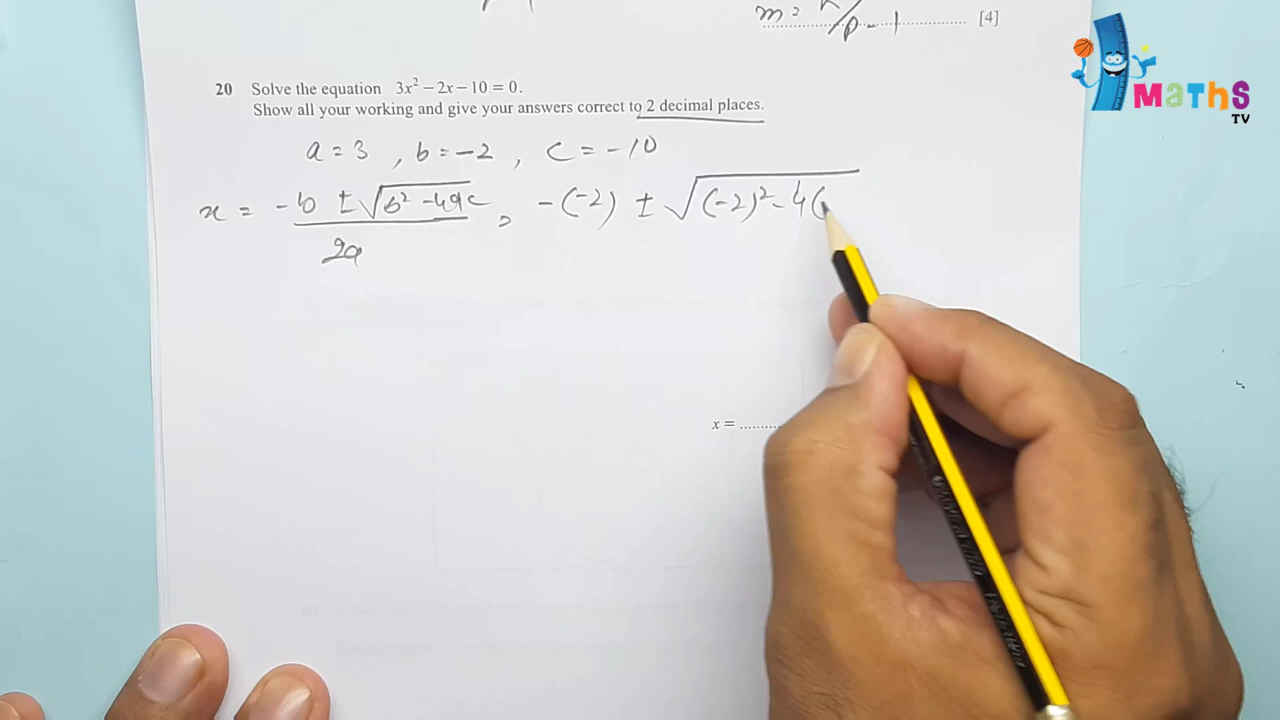 m = /p-1 [4]
MATHS
TV
20 Solve the equation 3x² − 2x − 10 = 0.
Show all your working and give your answers correct to 2 decimal places.
a = 3 , b = −2 , c = −10
x = −b ± √b² − 4ac / 2a = −(−2) ± √(−2)² − 4(
x = ..........